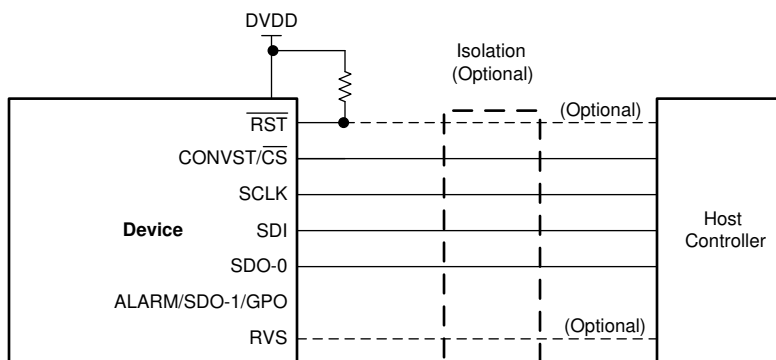 DVDD
Isolation
(Optional)
RST
(Optional)
CONVST/CS
SCLK
Device
SDI
Host
Controller
SDO-0
ALARM/SDO-1/GPO
RVS
(Optional)